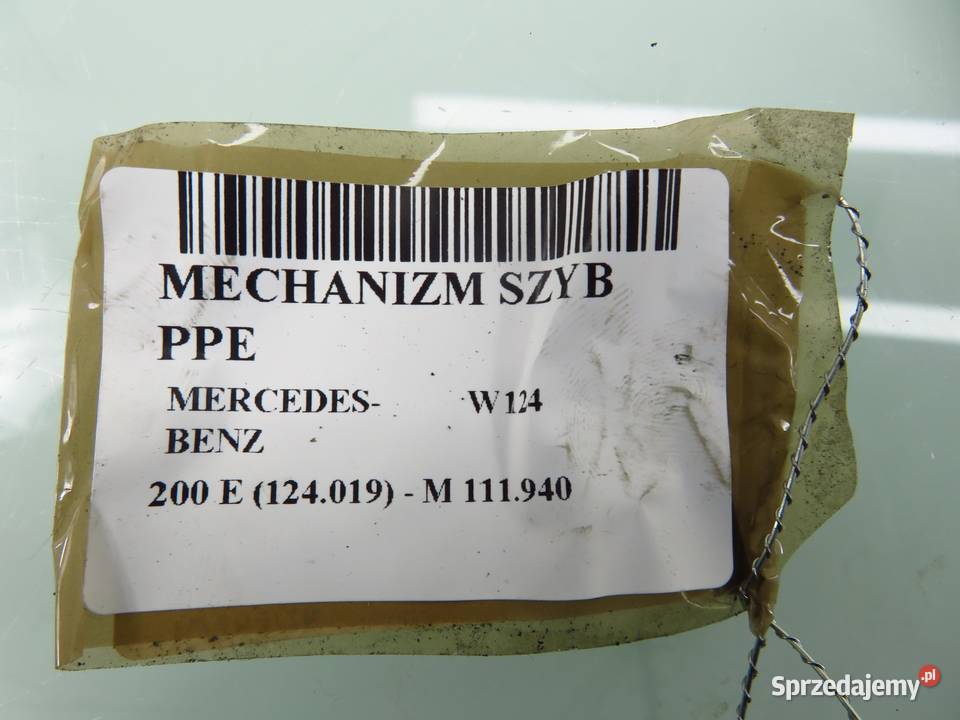 MECHANIZM SZYB
PPE
MERCEDES- W124
BENZ
200 E (124.019) - M 111.940
Sprzedajemy.pl